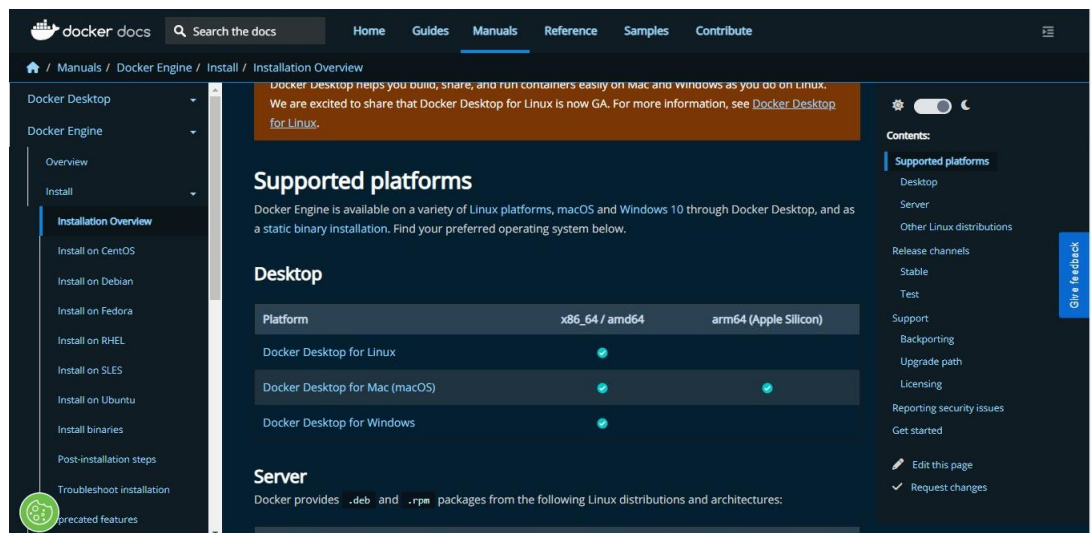 docker docs
Search the docs
Home
Guides
Manuals
Reference
Samples
Contribute
/ Manuals / Docker Engine / Install / Installation Overview
Docker Desktop
Docker Engine
Overview
Install
Installation Overview
Install on CentOS
Install on Debian
Install on Fedora
Install on RHEL
Install on SLES
Install on Ubuntu
Install binaries
Post-installation steps
Troubleshoot installation
precated features
Docker Desktop helps you build, share, and run containers easily on Mac and Windows as you do on Linux.
We are excited to share that Docker Desktop for Linux is now GA. For more information, see Docker Desktop
for Linux.
Supported platforms
Docker Engine is available on a variety of Linux platforms, macOS and Windows 10 through Docker Desktop, and as
a static binary installation. Find your preferred operating system below.
Desktop
Platform x86_64 / amd64 arm64 (Apple Silicon)
Docker Desktop for Linux
Docker Desktop for Mac (macOS)
Docker Desktop for Windows
Server
Docker provides .deb and .rpm packages from the following Linux distributions and architectures:
Contents:
Supported platforms
Desktop
Server
Other Linux distributions
Release channels
Stable
Test
Support
Backporting
Upgrade path
Licensing
Reporting security issues
Get started
Edit this page
Request changes
Give feedback